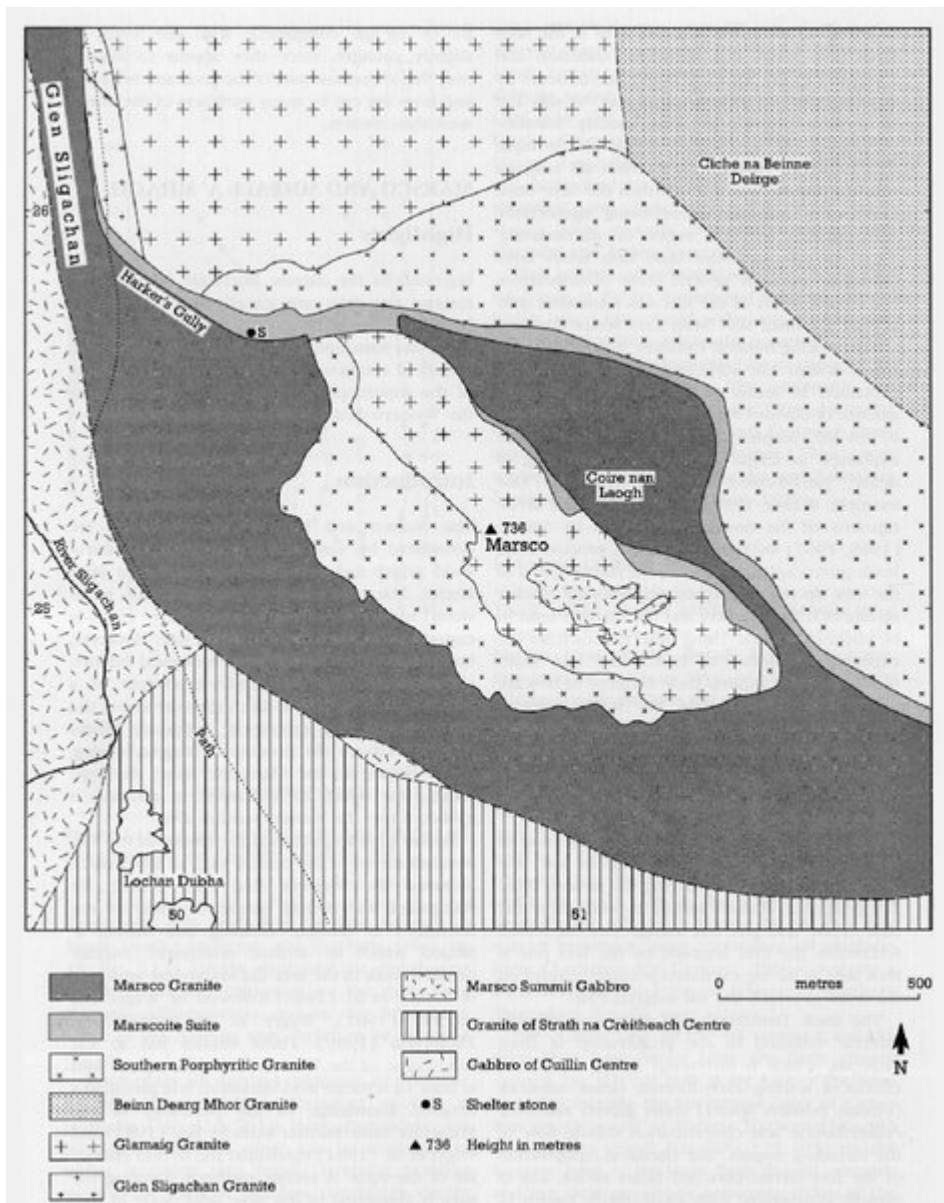 Glen Sligachan
Ciche na Beinne
Deirge
26
Harker's Gully
S
Coire nan
Laogh
736
Marsco
River Sligachan
25
Path
Lochan Dubha
50
51
Marsco Granite
Marscoite Suite
Southern Porphyritic Granite
Beinn Dearg Mhor Granite
Glamaig Granite
Glen Sligachan Granite
Marsco Summit Gabbro
Granite of Strath na Crèitheach Centre
Gabbro of Cuillin Centre
S Shelter stone
736 Height in metres
0 metres 500
N